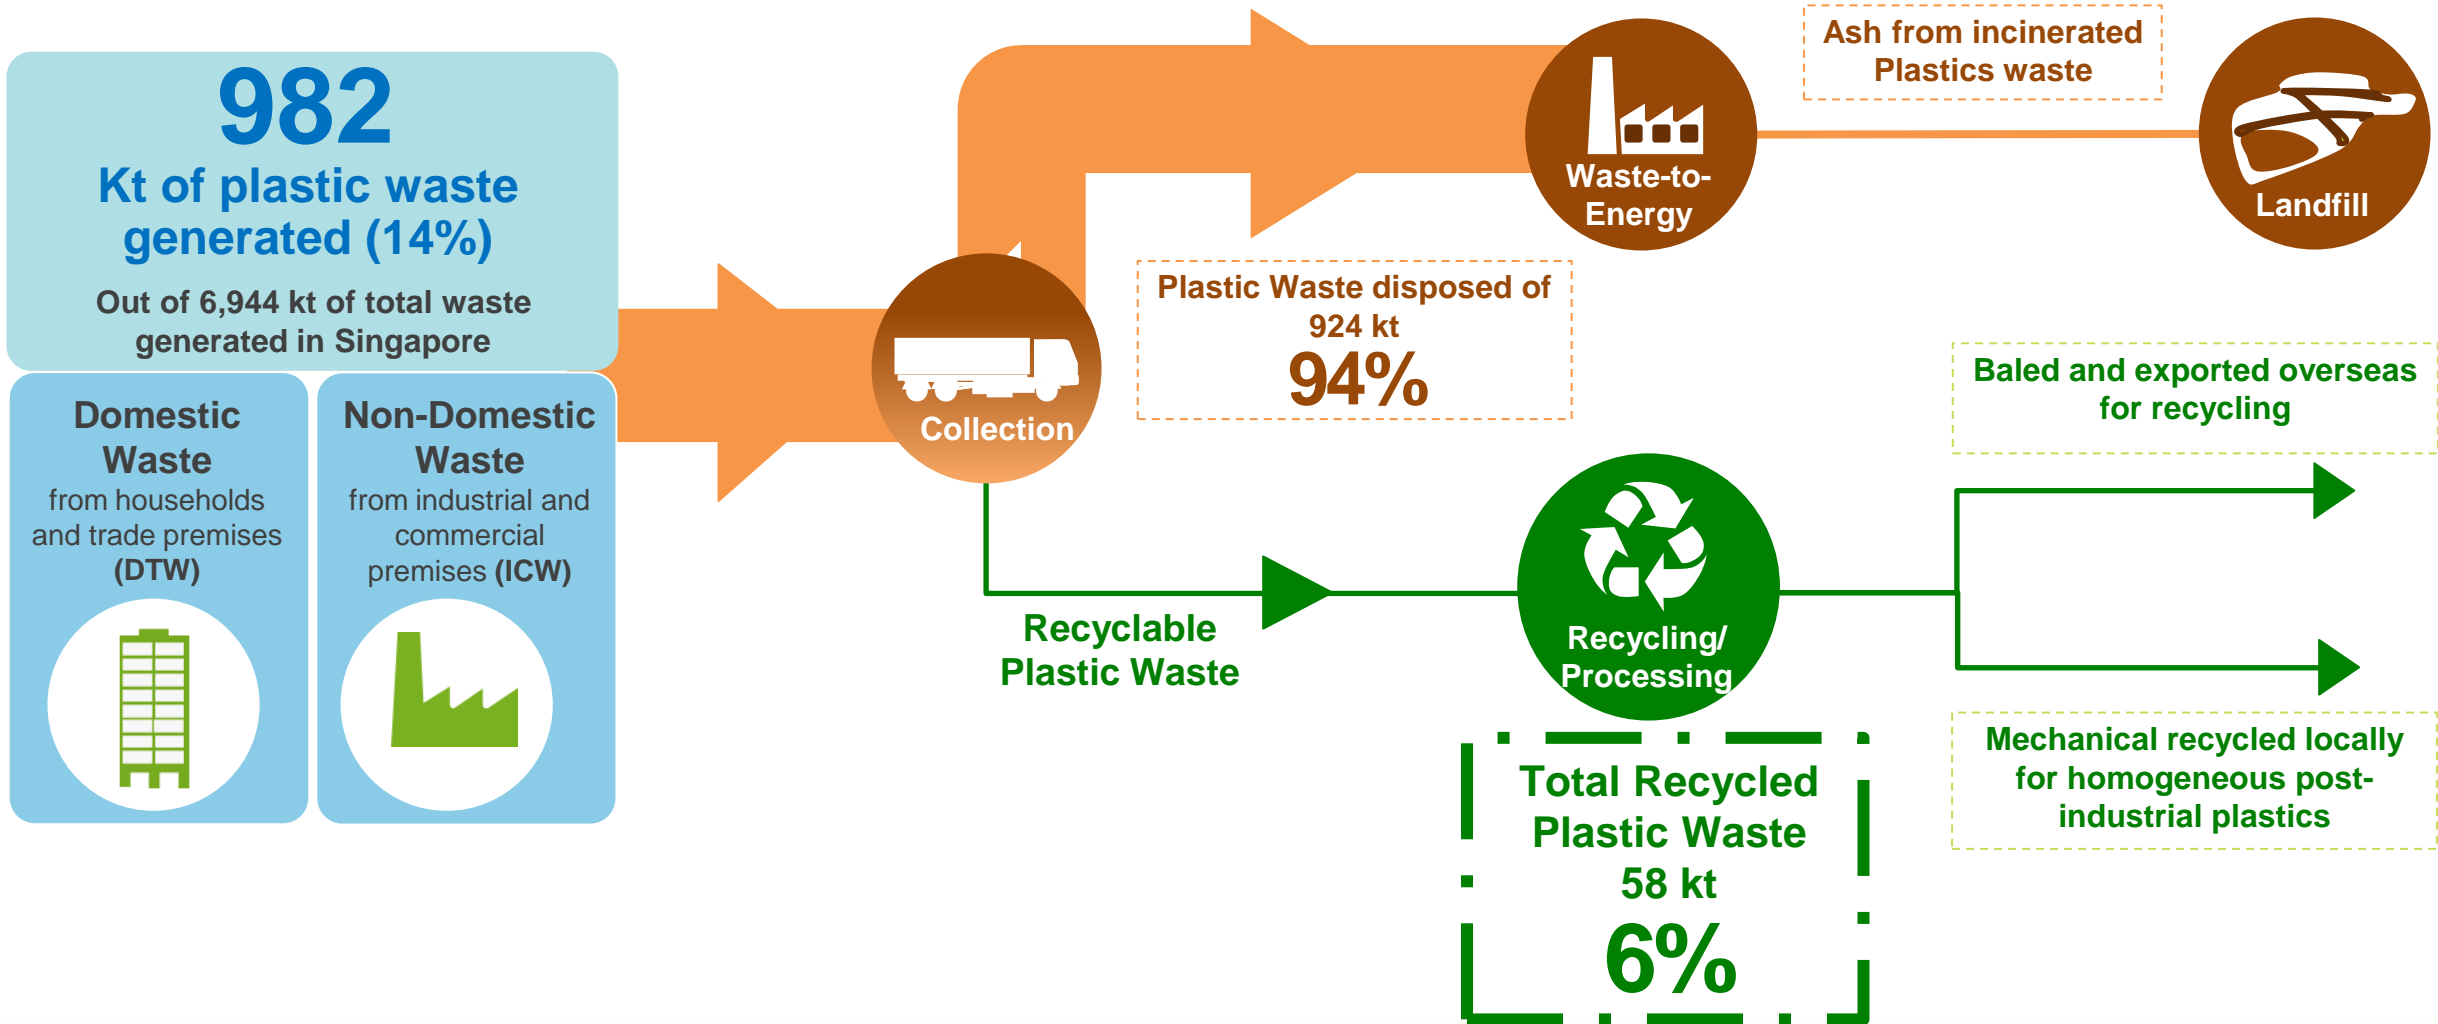 982
Kt of plastic waste
generated (14%)
Out of 6,944 kt of total waste
generated in Singapore
Domestic
Waste
from households
and trade premises
(DTW)
Non-Domestic
Waste
from industrial and
commercial
premises (ICW)
Collection
Plastic Waste disposed of
924 kt
94%
Waste-to-
Energy
Ash from incinerated
Plastics waste
Landfill
Recyclable
Plastic Waste
Recycling/
Processing
Total Recycled
Plastic Waste
58 kt
6%
Baled and exported overseas
for recycling
Mechanical recycled locally
for homogeneous post-
industrial plastics